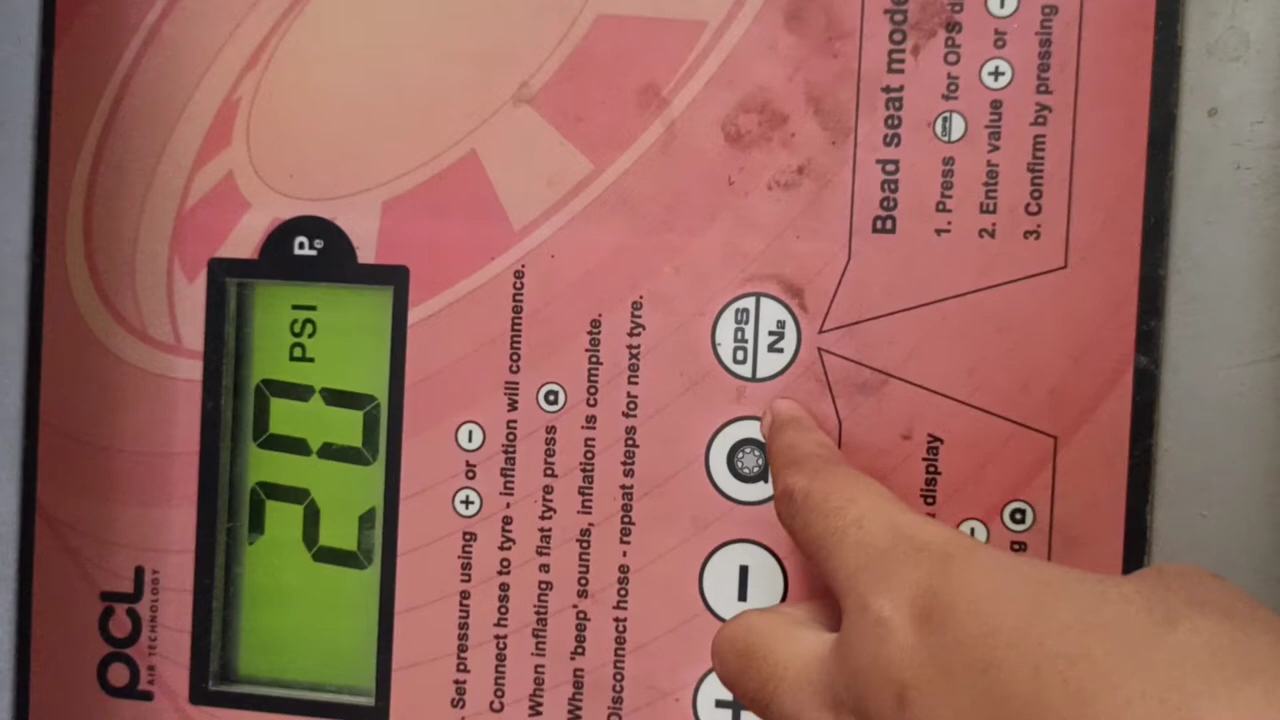 PCL
AIR TECHNOLOGY
20 PSI
Pe
Set pressure using + or -
Connect hose to tyre - inflation will commence.
When inflating a flat tyre press
When 'beep' sounds, inflation is complete.
Disconnect hose - repeat steps for next tyre.
+
-
OPS
N2
display
-
g
Bead seat mode
1. Press OPS for OPS d
2. Enter value + or -
3. Confirm by pressing